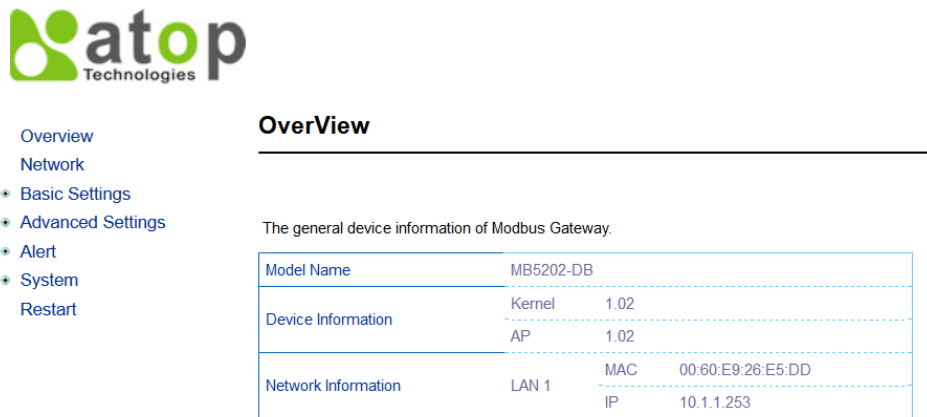 atop
Technologies
Overview
Network
Basic Settings
Advanced Settings
Alert
System
Restart
OverView
The general device information of Modbus Gateway.
Model Name MB5202-DB
Device Information Kernel 1.02
AP 1.02
Network Information LAN 1 MAC 00:60:E9:26:E5:DD
IP 10.1.1.253